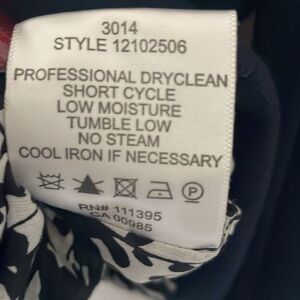 3014
STYLE 12102506
PROFESSIONAL DRYCLEAN
SHORT CYCLE
LOW MOISTURE
TUMBLE LOW
NO STEAM
COOL IRON IF NECESSARY
P
RN# 111395
CA 00985